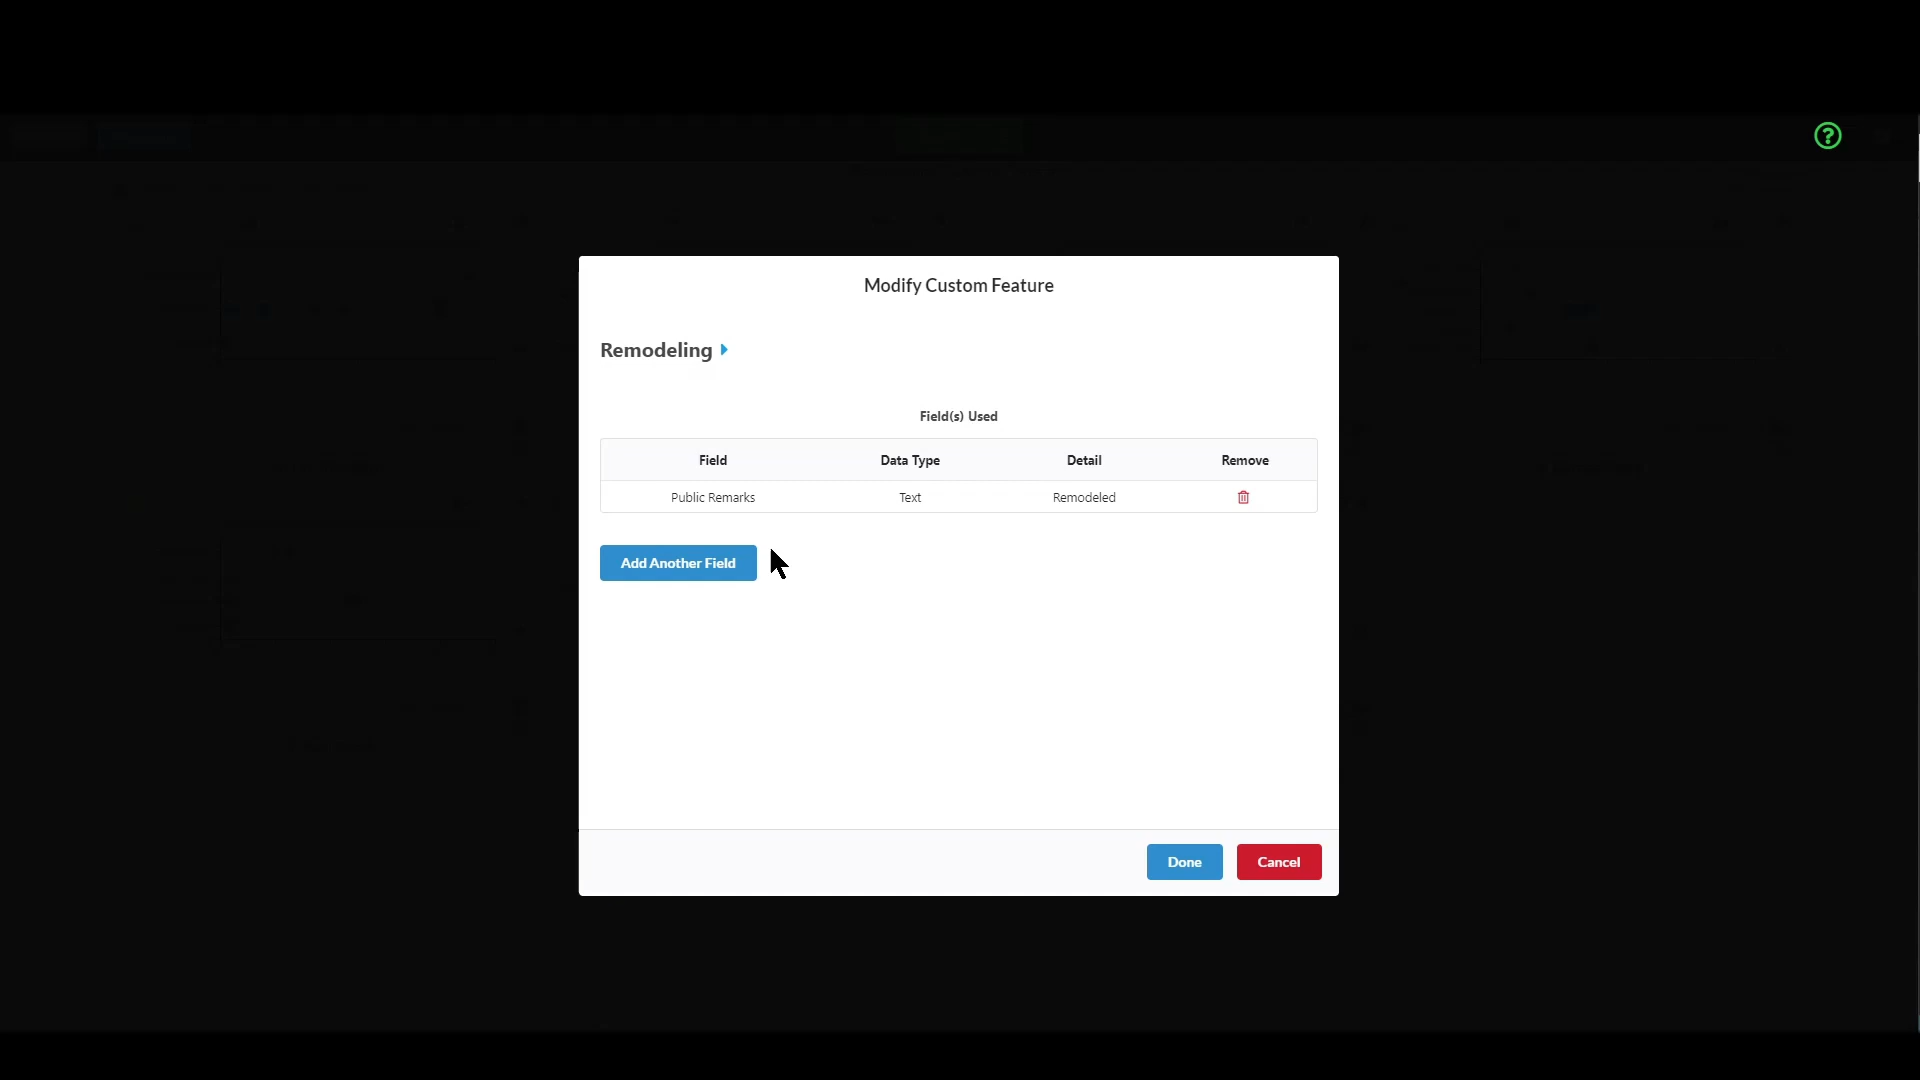 Modify Custom Feature
Remodeling
Field(s) Used
Field Data Type Detail Remove
Public Remarks Text Remodeled
Add Another Field
Done Cancel